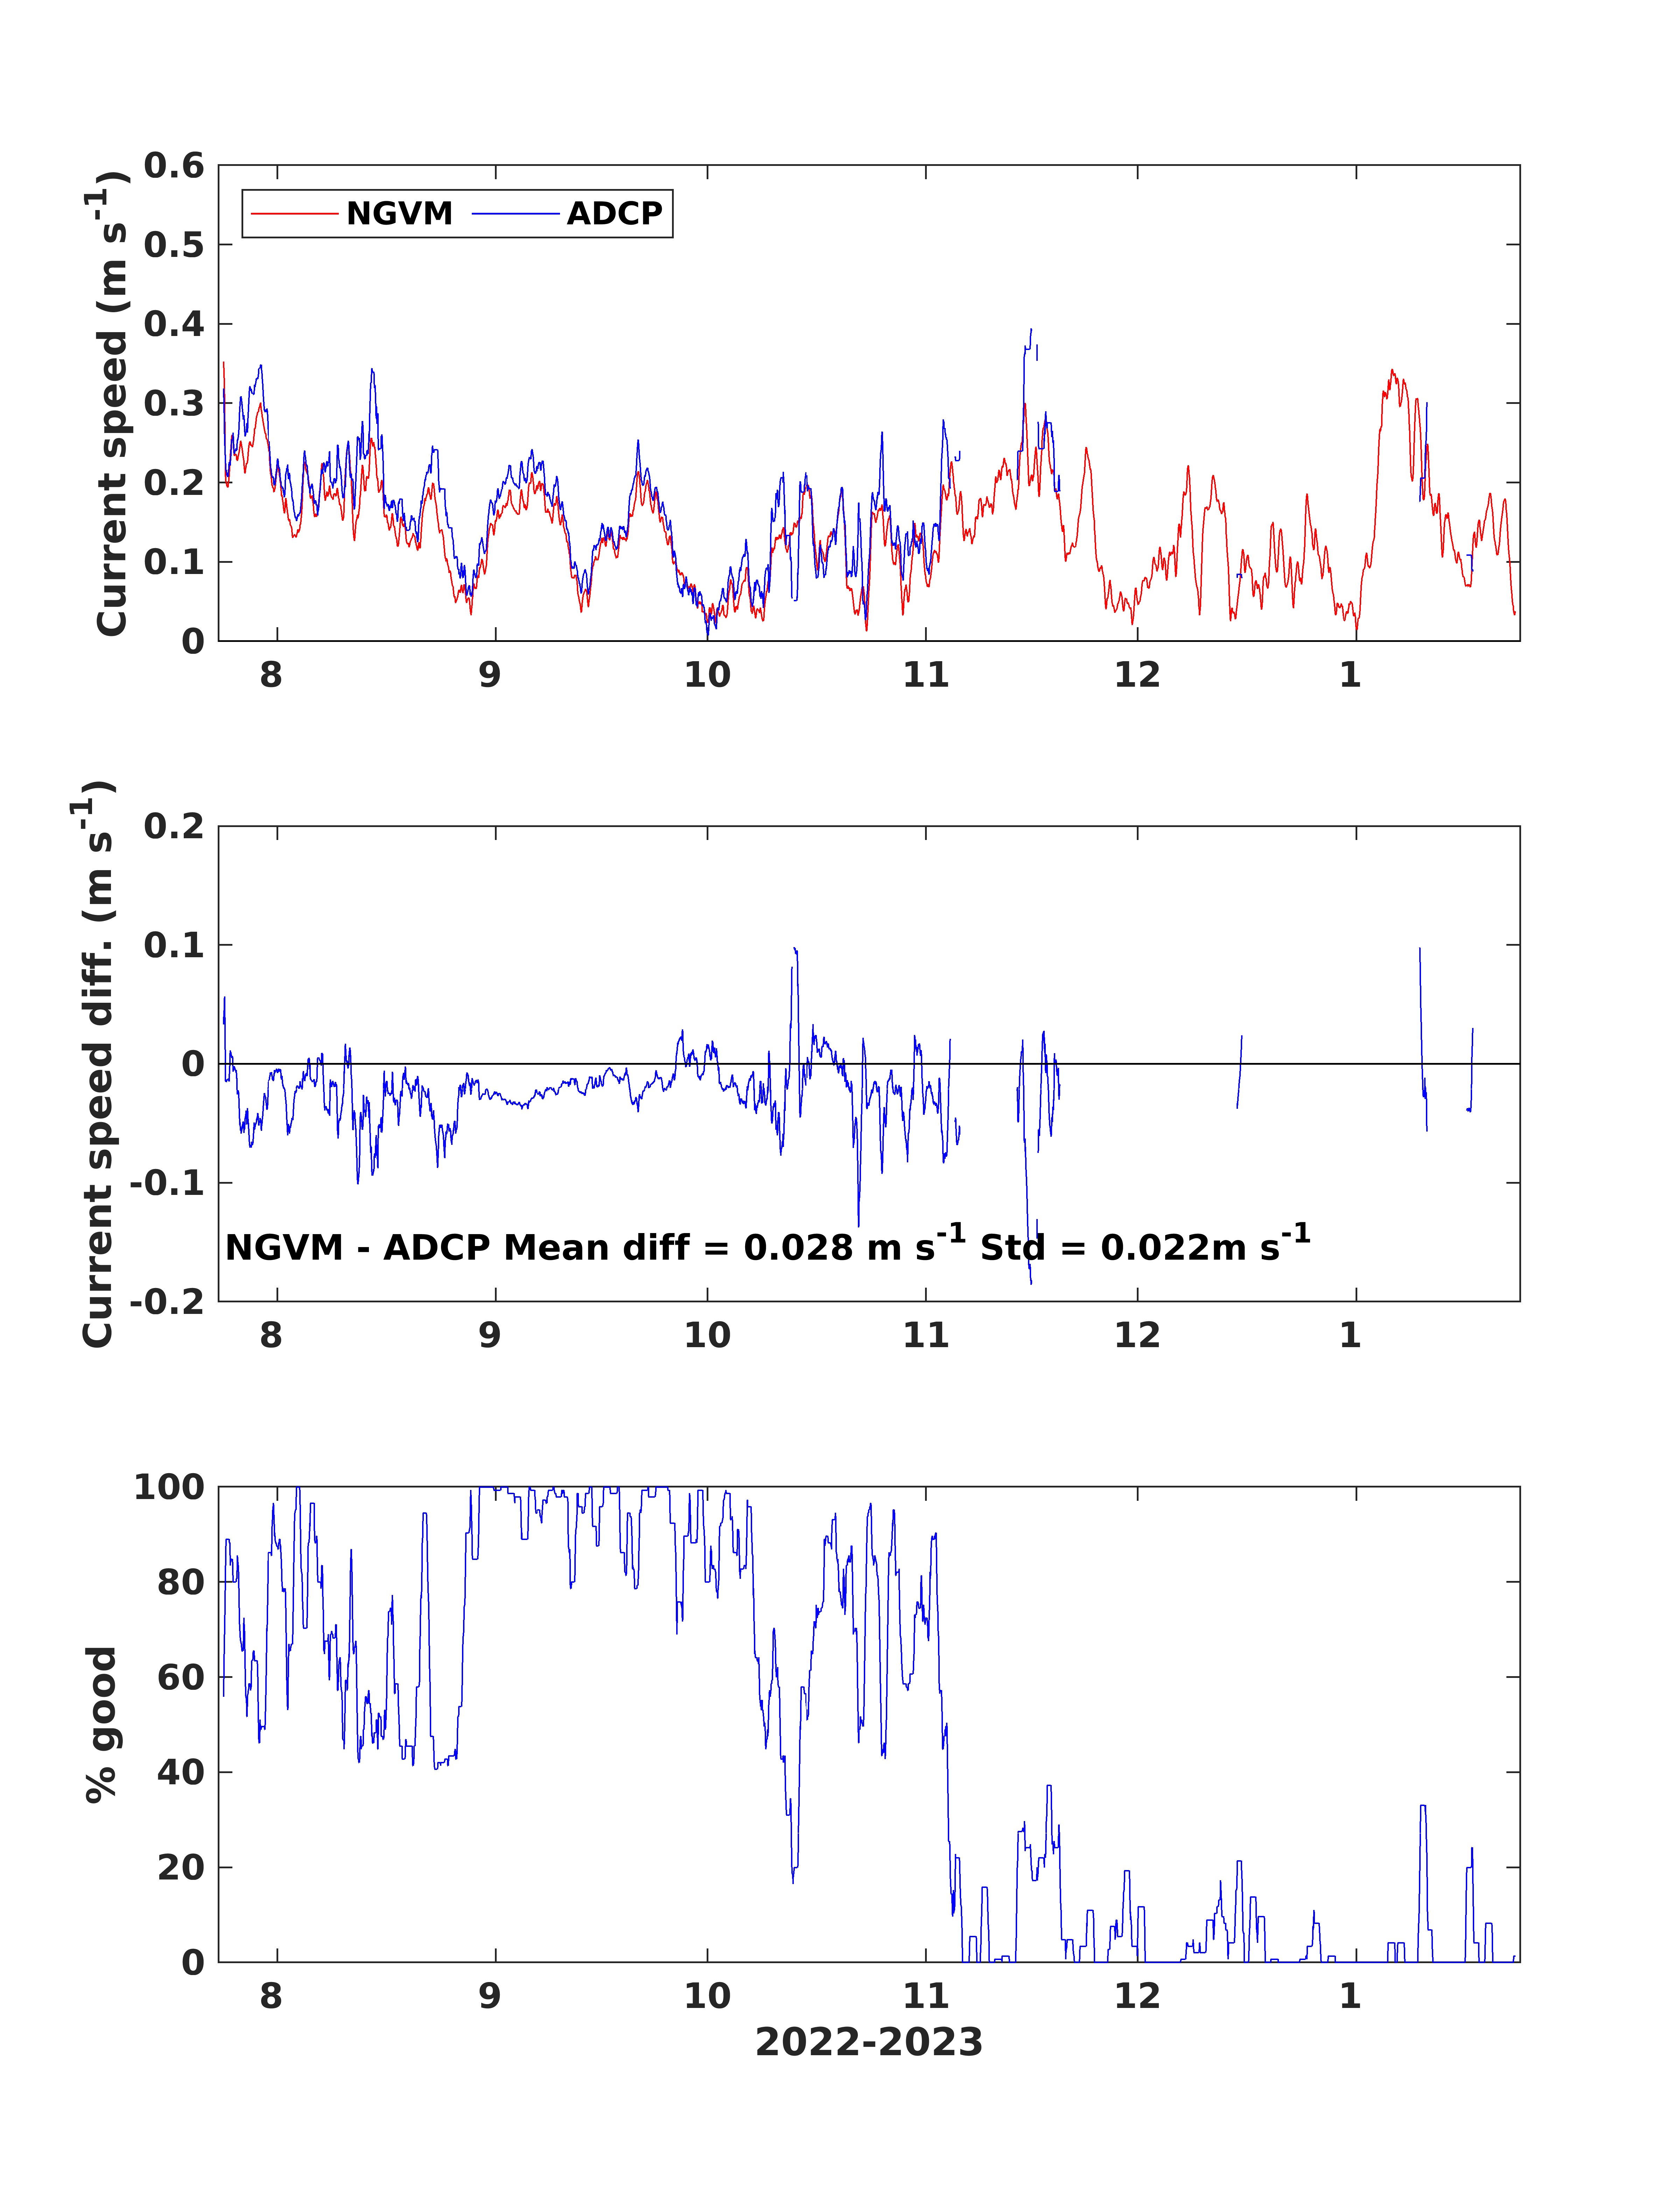 Current speed (m s-1)
0.6
0.5
0.4
0.3
0.2
0.1
0
NGVM ADCP
8 9 10 11 12 1
Current speed diff. (m s-1)
0.2
0.1
0
-0.1
-0.2
NGVM - ADCP Mean diff = 0.028 m s-1 Std = 0.022m s-1
8 9 10 11 12 1
% good
100
80
60
40
20
0
8 9 10 11 12 1
2022-2023